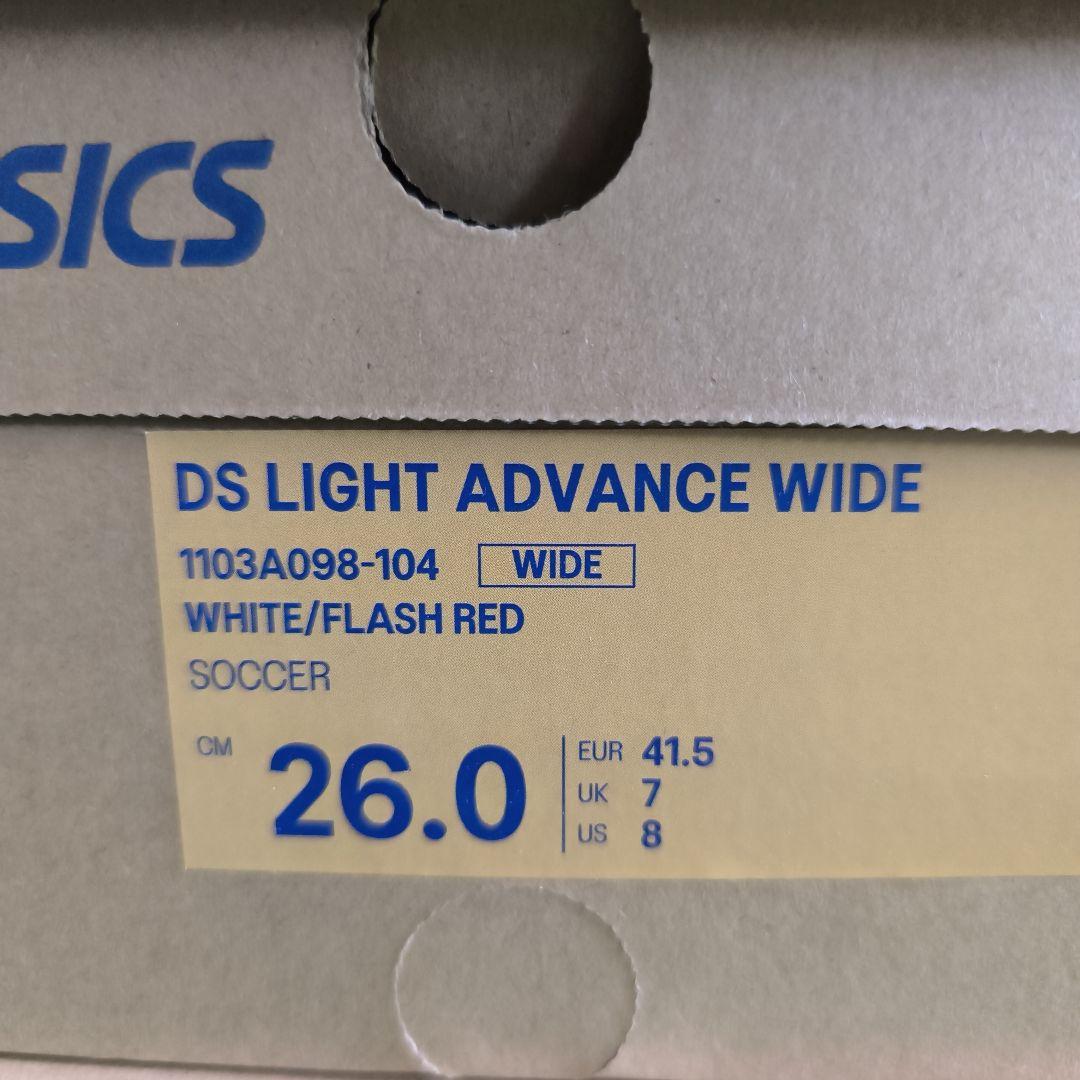 SICS
DS LIGHT ADVANCE WIDE
1103A098-104 WIDE
WHITE/FLASH RED
SOCCER
CM 26.0
EUR 41.5
UK 7
US 8